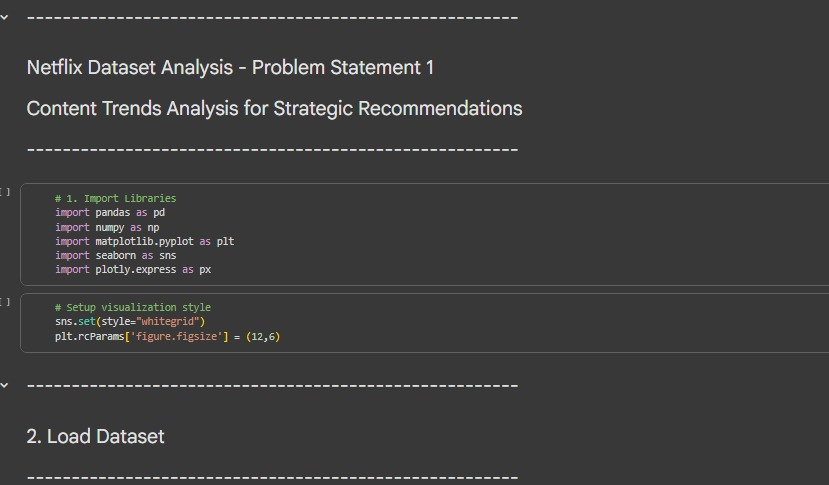 ------------------------------------------------------
Netflix Dataset Analysis - Problem Statement 1
Content Trends Analysis for Strategic Recommendations
------------------------------------------------------
[ ]
# 1. Import Libraries
import pandas as pd
import numpy as np
import matplotlib.pyplot as plt
import seaborn as sns
import plotly.express as px
[ ]
# Setup visualization style
sns.set(style="whitegrid")
plt.rcParams['figure.figsize'] = (12,6)
------------------------------------------------------
2. Load Dataset
------------------------------------------------------